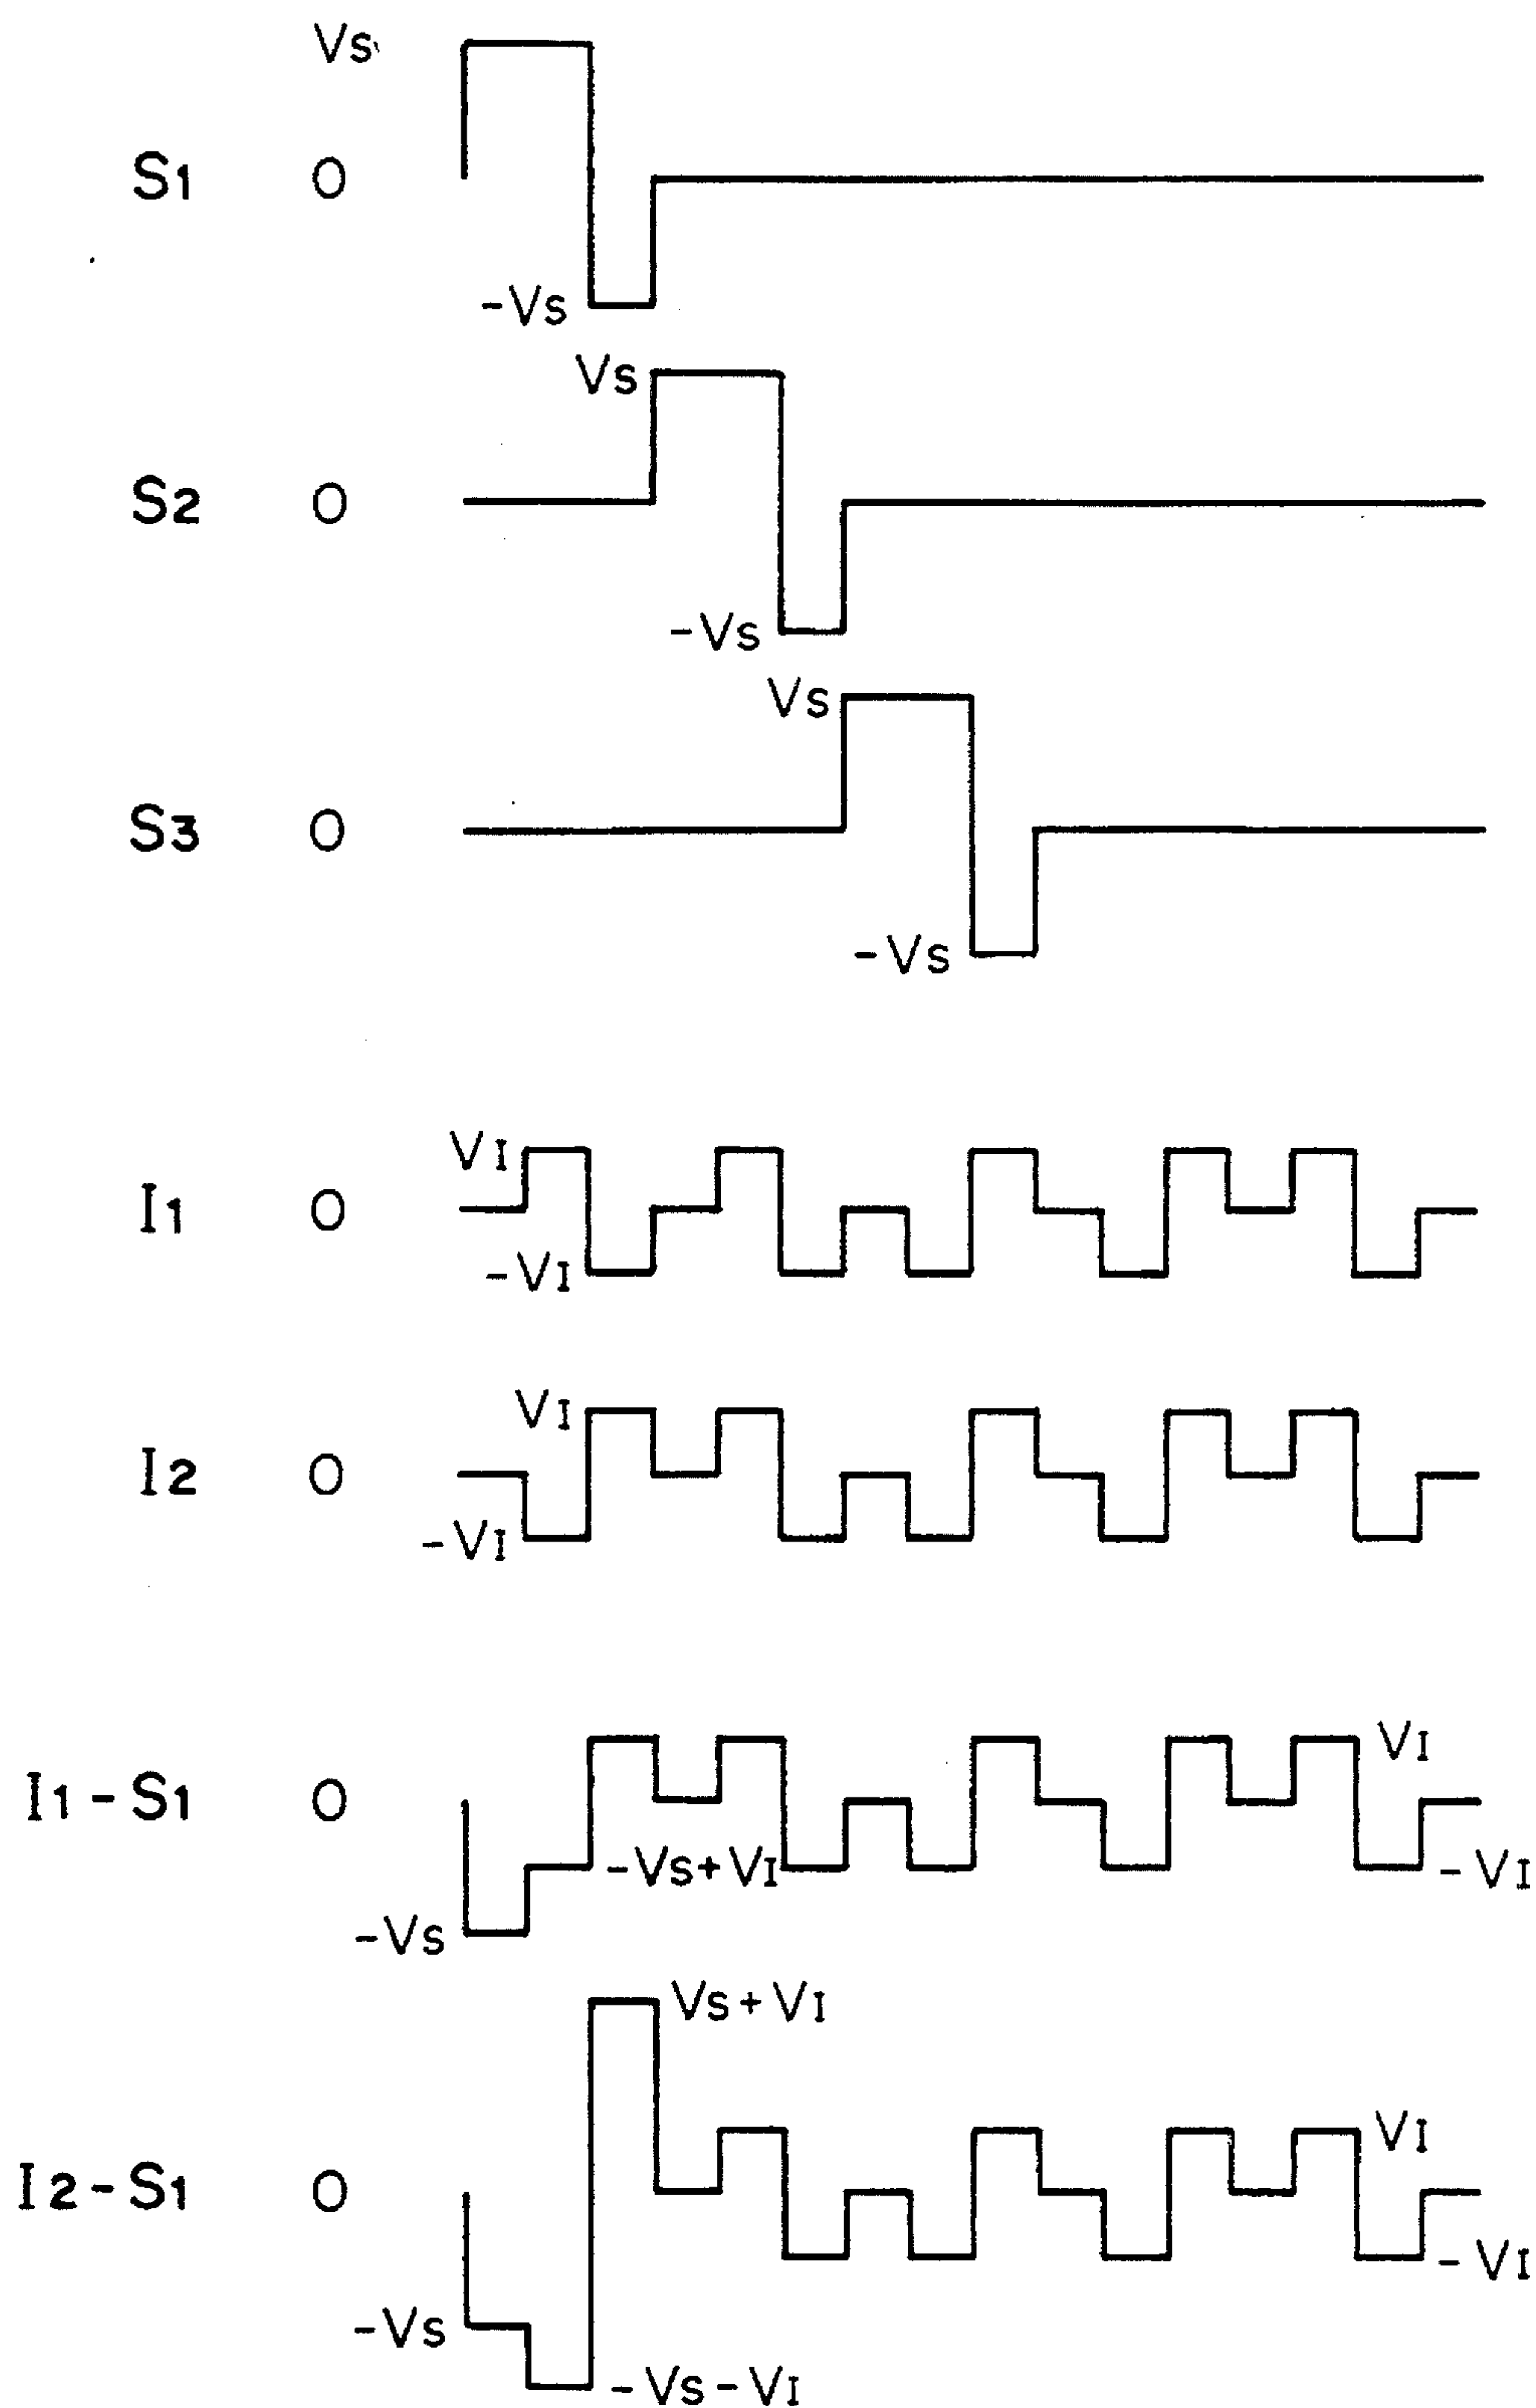 Vs
S1 0
-Vs
Vs
S2 0
-Vs
Vs
S3 0
-Vs
VI
I1 0
-VI
VI
I2 0
-VI
VI
I1-S1 0
-Vs+VI
-VI
-Vs
Vs+VI
VI
I2-S1 0
-VI
-Vs
-Vs-VI